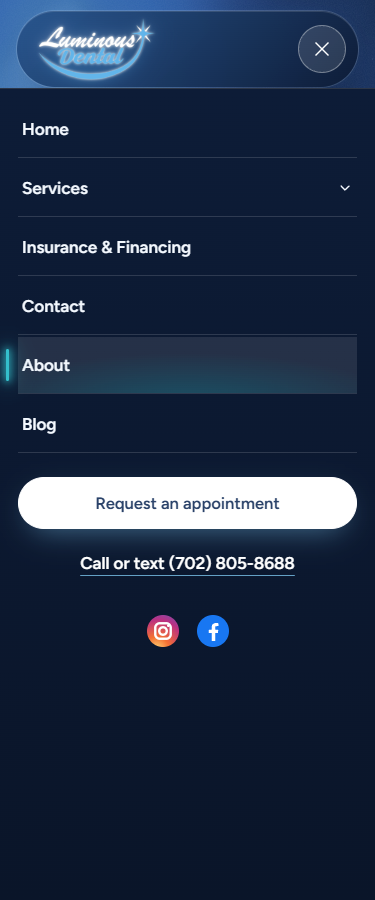 Luminous
Dental
Home
Services
Insurance & Financing
Contact
About
Blog
Request an appointment
Call or text (702) 805-8688